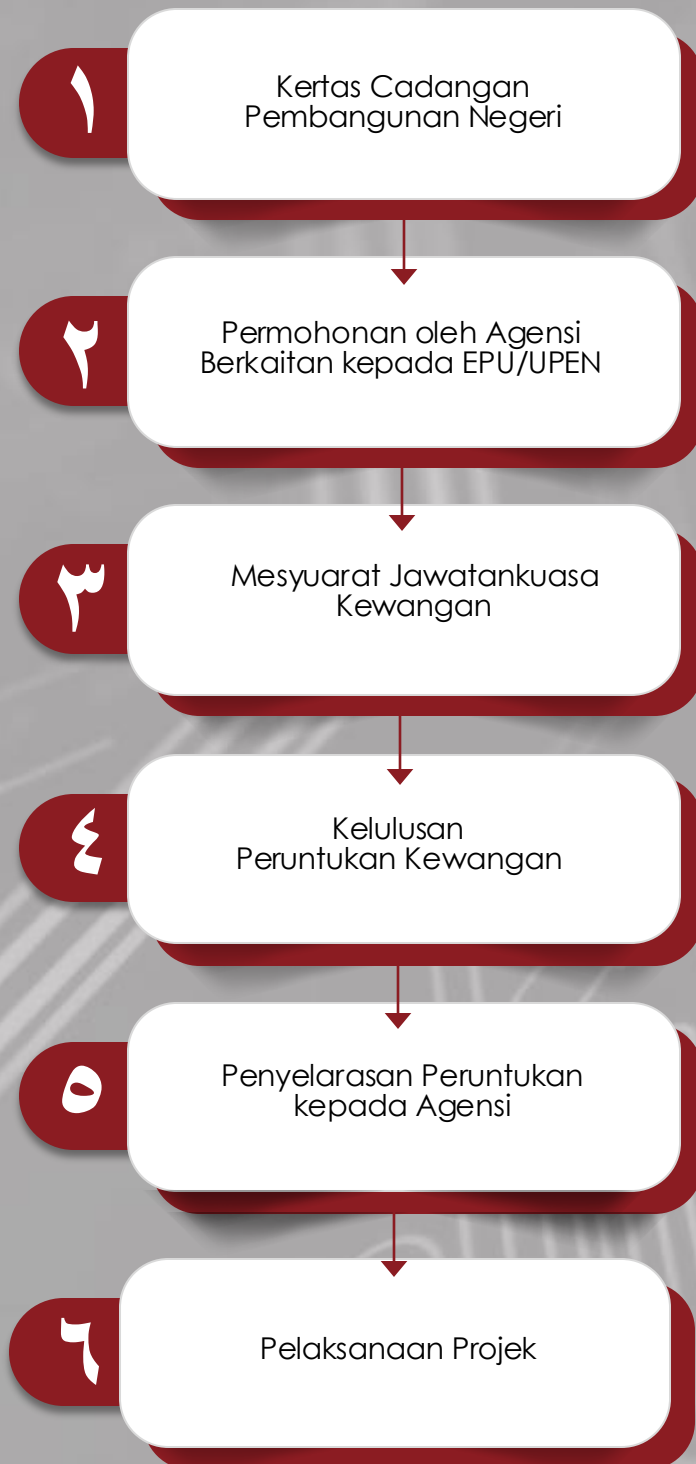 ١
Kertas Cadangan
Pembangunan Negeri
٢
Permohonan oleh Agensi
Berkaitan kepada EPU/UPEN
٣
Mesyuarat Jawatankuasa
Kewangan
٤
Kelulusan
Peruntukan Kewangan
٥
Penyelarasan Peruntukan
kepada Agensi
٦
Pelaksanaan Projek